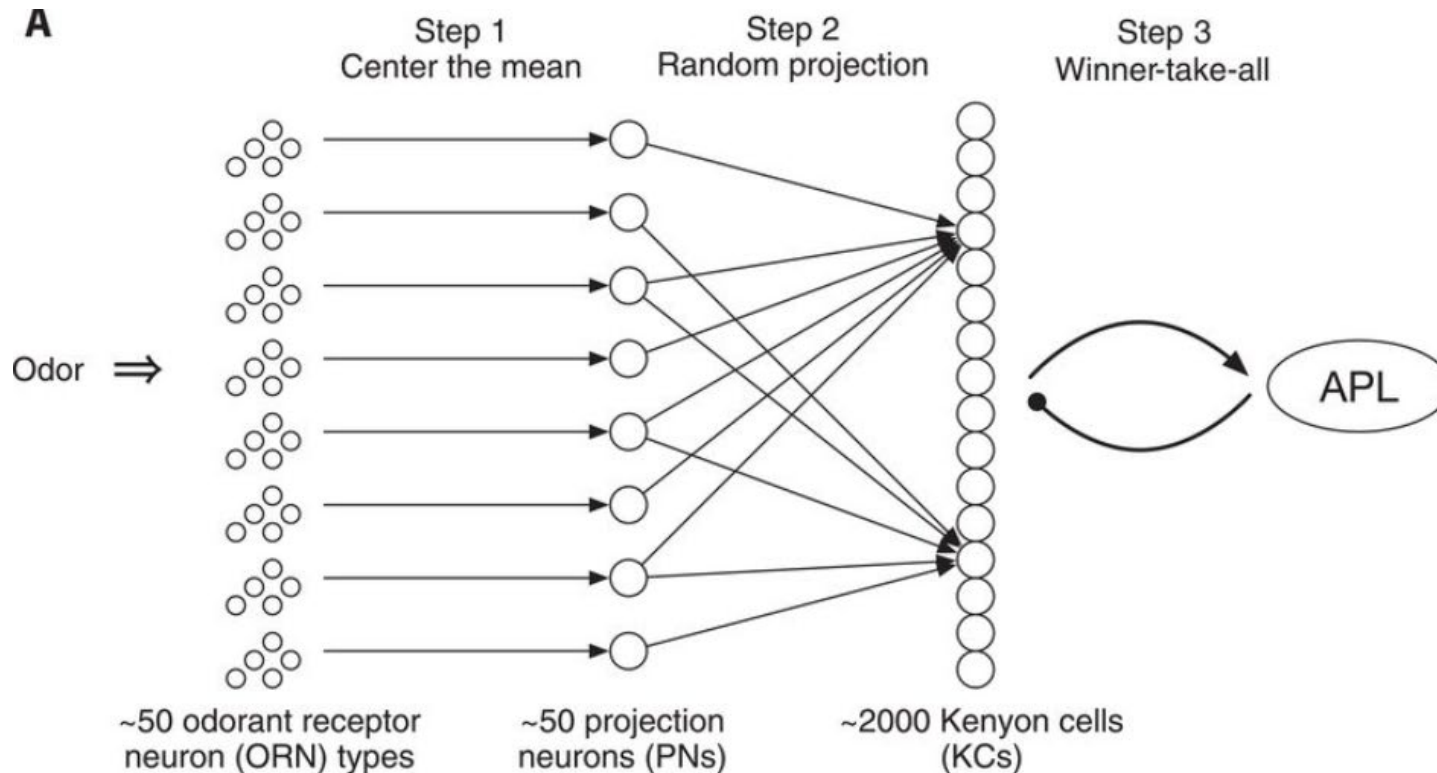 A
Step 1
Center the mean
Step 2
Random projection
Step 3
Winner-take-all
Odor ⇒
APL
~50 odorant receptor
neuron (ORN) types
~50 projection
neurons (PNs)
~2000 Kenyon cells
(KCs)